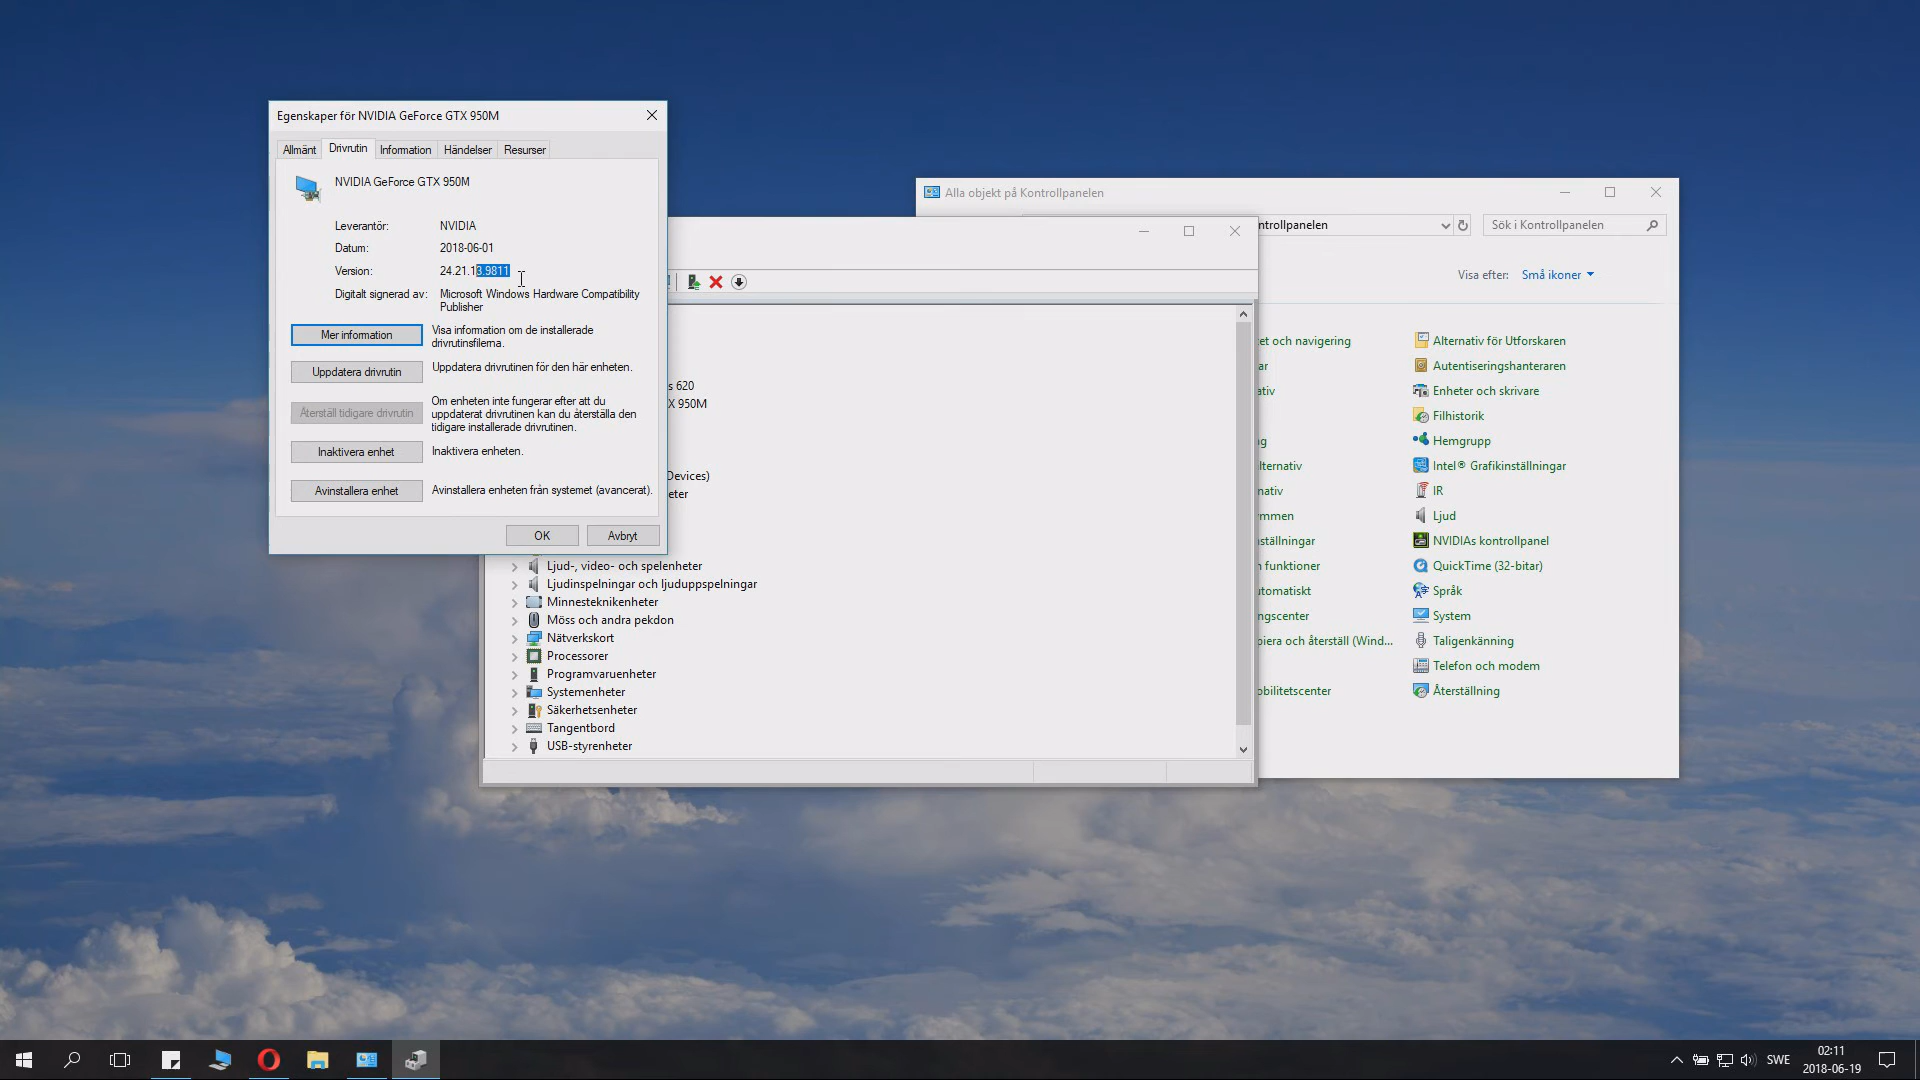 Egenskaper för NVIDIA GeForce GTX 950M
Allmänt Drivrutin Information Händelser Resurser
NVIDIA GeForce GTX 950M
Leverantör: NVIDIA
Datum: 2018-06-01
Version: 24.21.13.9811
Digitalt signerad av: Microsoft Windows Hardware Compatibility
Publisher
Mer information
Visa information om de installerade
drivrutinsfilerna.
Uppdatera drivrutin
Uppdatera drivrutinen för den här enheten.
Återställ tidigare drivrutin
Om enheten inte fungerar efter att du
uppdaterat drivrutinen kan du återställa den
tidigare installerade drivrutinen.
Inaktivera enhet
Inaktivera enheten.
Avinstallera enhet
Avinstallera enheten från systemet (avancerat).
OK Avbryt
s 620
X 950M
Devices)
eter
Ljud-, video- och spelenheter
Ljudinspelningar och ljuduppspelningar
Minnesteknikenheter
Möss och andra pekdon
Nätverkskort
Processorer
Programvaruenheter
Systemenheter
Säkerhetsenheter
Tangentbord
USB-styrenheter
Alla objekt på Kontrollpanelen
ntrollpanelen
Sök i Kontrollpanelen
Visa efter: Små ikoner
et och navigering
ar
ativ
ng
lternativ
nativ
mmen
ställningar
n funktioner
utomatiskt
ngscenter
piera och återställ (Wind...
obilitetscenter
Alternativ för Utforskaren
Autentiseringshanteraren
Enheter och skrivare
Filhistorik
Hemgrupp
Intel® Grafikinställningar
IR
Ljud
NVIDIAs kontrollpanel
QuickTime (32-bitar)
Språk
System
Taligenkänning
Telefon och modem
Återställning
SWE
02:11
2018-06-19